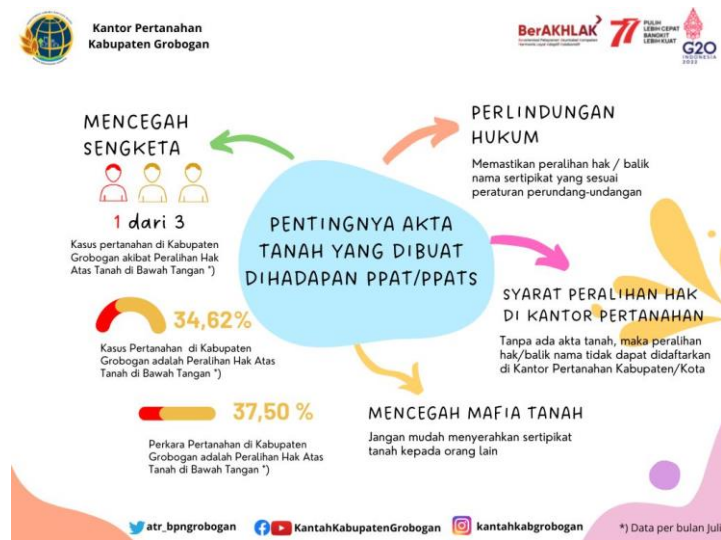 Kantor Pertanahan
Kabupaten Grobogan
BerAKHLAK
77
PULIH
LEBIH CEPAT
BANGKIT
LEBIH KUAT
G20
INDONESIA
2022
MENCEGAH
SENGKETA
1 dari 3
Kasus pertanahan di Kabupaten
Grobogan akibat Peralihan Hak
Atas Tanah di Bawah Tangan *)
34,62%
Kasus Pertanahan di Kabupaten
Grobogan adalah Peralihan Hak Atas
Tanah di Bawah Tangan *)
37,50 %
Perkara Pertanahan di Kabupaten
Grobogan adalah Peralihan Hak Atas
Tanah di Bawah Tangan *)
PENTINGNYA AKTA
TANAH YANG DIBUAT
DIHADAPAN PPAT/PPATS
PERLINDUNGAN
HUKUM
Memastikan peralihan hak / balik
nama sertipikat yang sesuai
peraturan perundang-undangan
SYARAT PERALIHAN HAK
DI KANTOR PERTANAHAN
Tanpa ada akta tanah, maka peralihan
hak/balik nama tidak dapat didaftarkan
di Kantor Pertanahan Kabupaten/Kota
MENCEGAH MAFIA TANAH
Jangan mudah menyerahkan sertipikat
tanah kepada orang lain
atr_bpngrobogan
KantahKabupatenGrobogan
kantahkabgrobogan
*) Data per bulan Juli